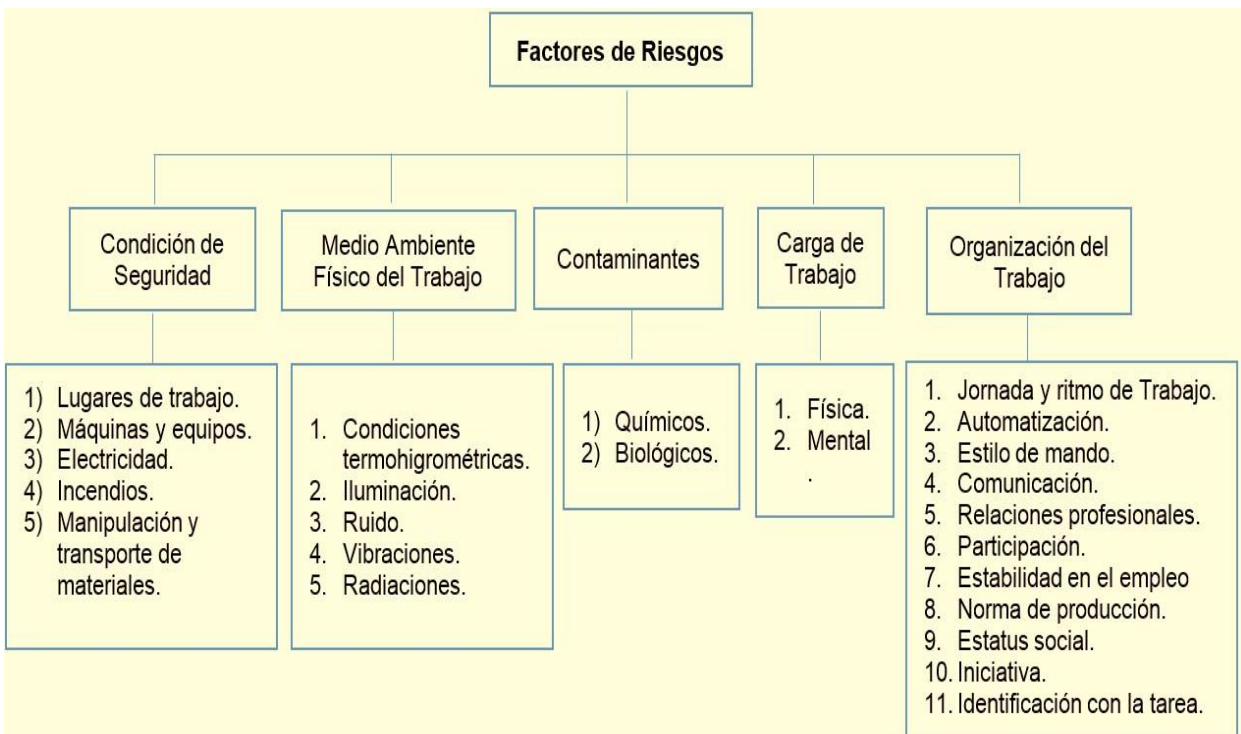 Factores de Riesgos
Condición de
Seguridad
Medio Ambiente
Físico del Trabajo
Contaminantes
Carga de
Trabajo
Organización del
Trabajo
1) Lugares de trabajo.
2) Máquinas y equipos.
3) Electricidad.
4) Incendios.
5) Manipulación y
transporte de
materiales.
1. Condiciones
termohigrométricas.
2. Iluminación.
3. Ruido.
4. Vibraciones.
5. Radiaciones.
1) Químicos.
2) Biológicos.
1. Física.
2. Mental
.
1. Jornada y ritmo de Trabajo.
2. Automatización.
3. Estilo de mando.
4. Comunicación.
5. Relaciones profesionales.
6. Participación.
7. Estabilidad en el empleo
8. Norma de producción.
9. Estatus social.
10. Iniciativa.
11. Identificación con la tarea.